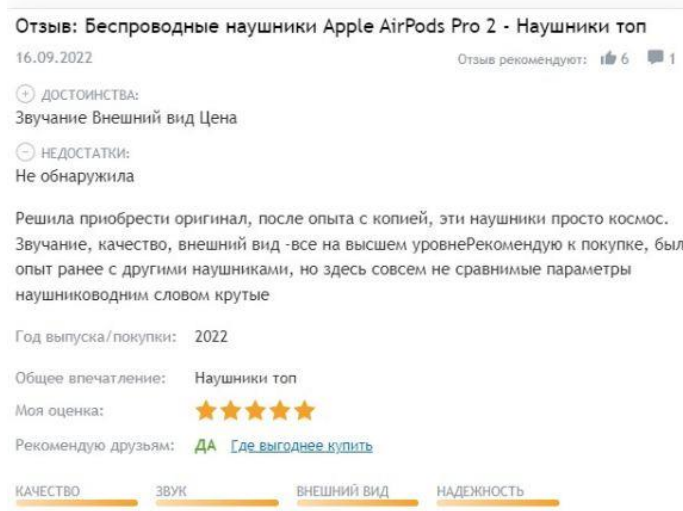 Отзыв: Беспроводные наушники Apple AirPods Pro 2 - Наушники топ
16.09.2022 Отзыв рекомендуют: 6 1
ДОСТОИНСТВА:
Звучание Внешний вид Цена
НЕДОСТАТКИ:
Не обнаружила
Решила приобрести оригинал, после опыта с копией, эти наушники просто космос.
Звучание, качество, внешний вид -все на высшем уровнеРекомендую к покупке, был
опыт ранее с другими наушниками, но здесь совсем не сравнимые параметры
наушниководним словом крутые
Год выпуска/покупки: 2022
Общее впечатление: Наушники топ
Моя оценка:
Рекомендую друзьям: ДА Где выгоднее купить
КАЧЕСТВО ЗВУК ВНЕШНИЙ ВИД НАДЕЖНОСТЬ